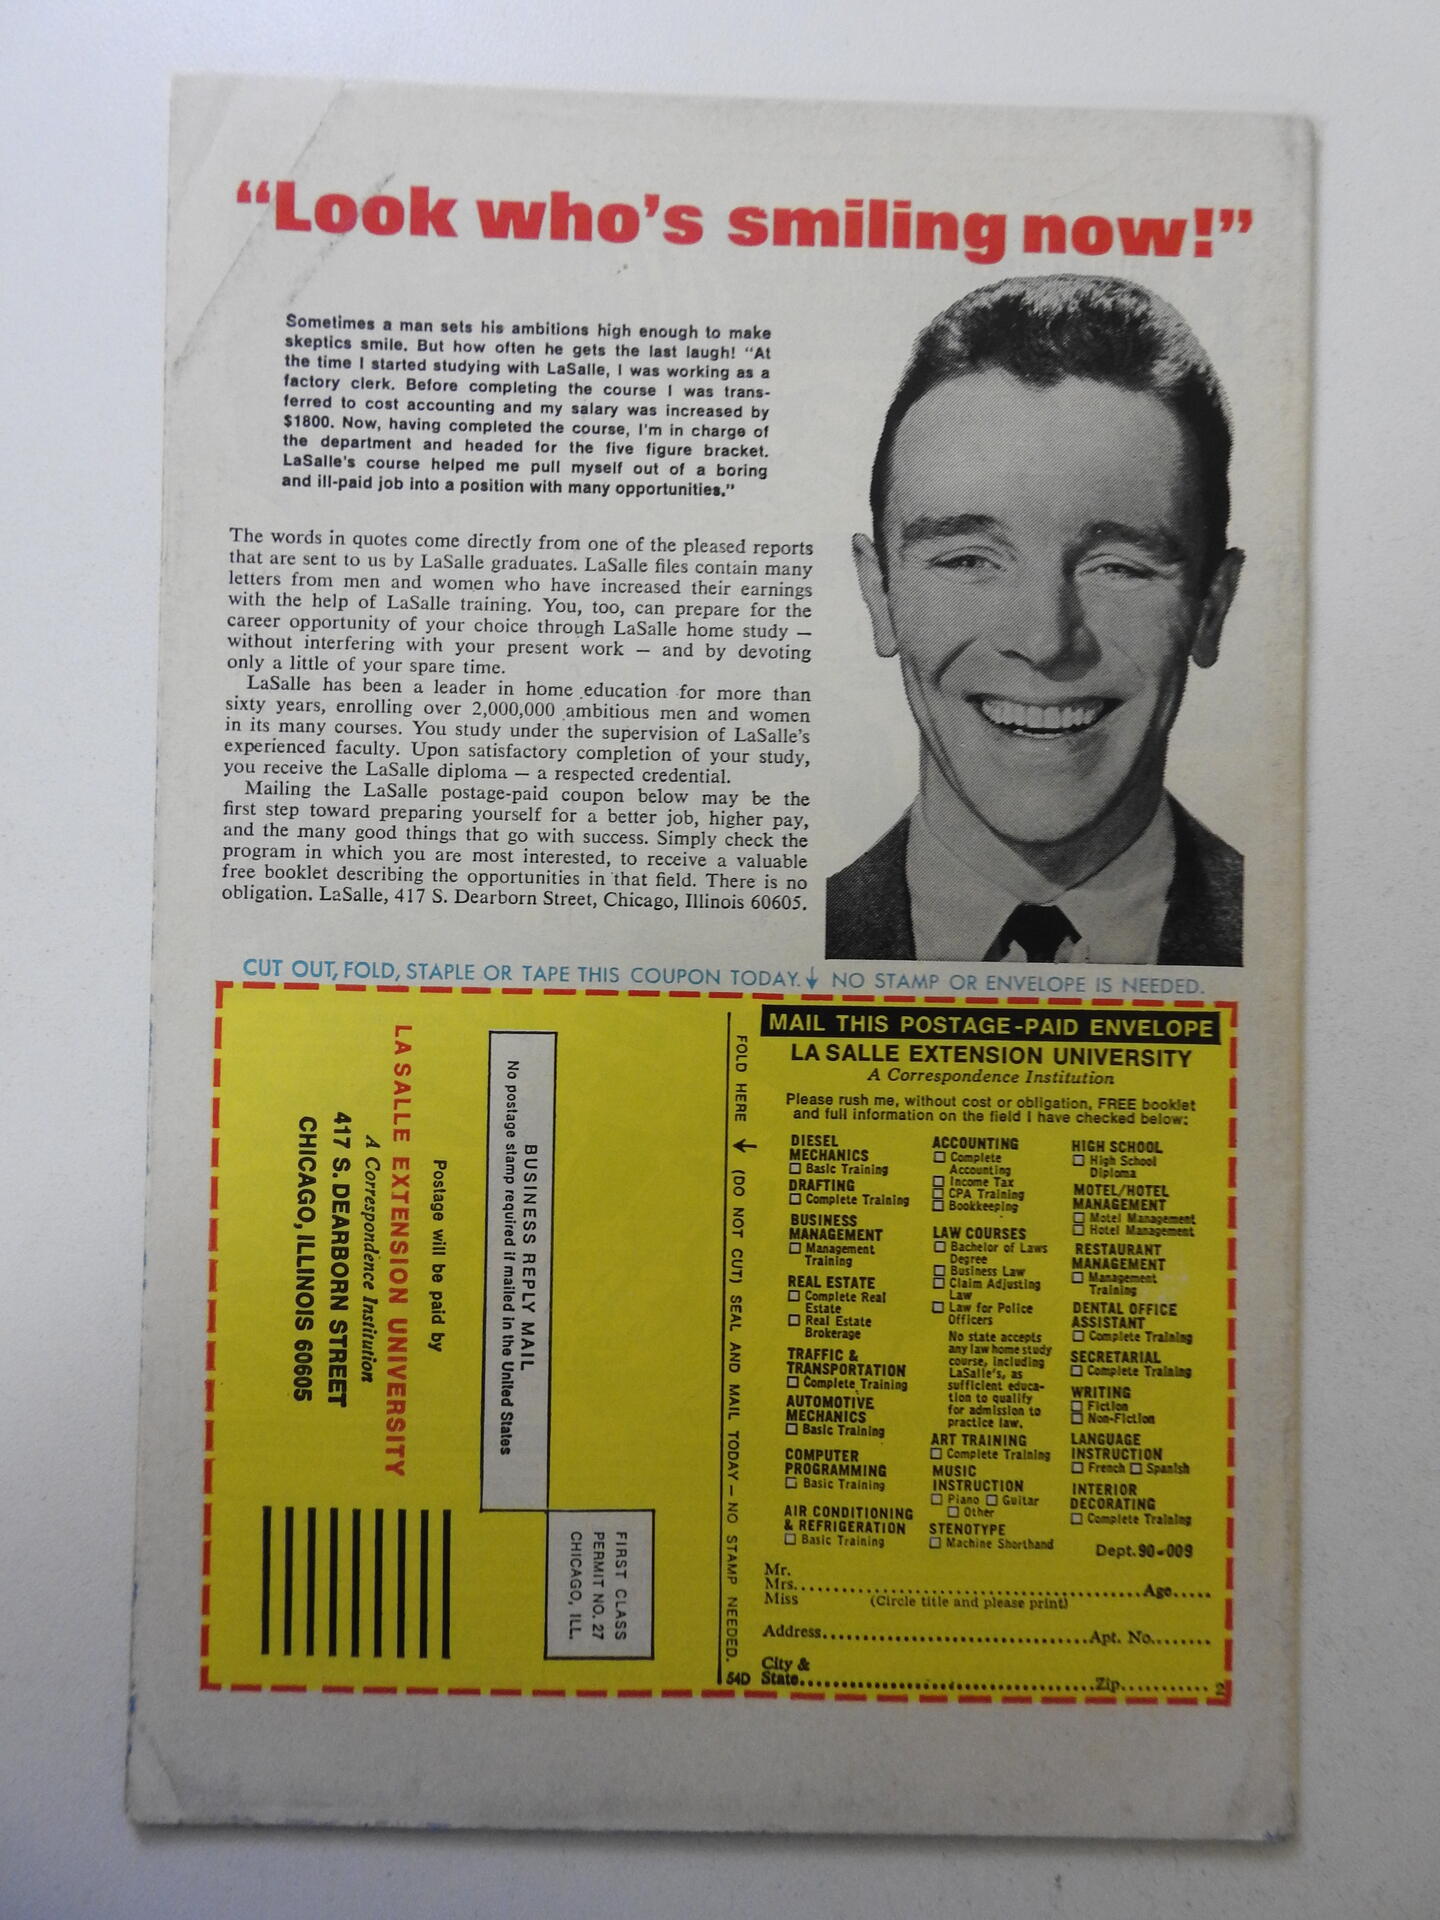 “Look who’s smiling now!”
Sometimes a man sets his ambitions high enough to make
skeptics smile. But how often he gets the last laugh! “At
the time I started studying with LaSalle, I was working as a
factory clerk. Before completing the course I was trans-
ferred to cost accounting and my salary was increased by
$1800. Now, having completed the course, I’m in charge of
the department and headed for the five figure bracket.
LaSalle’s course helped me pull myself out of a boring
and ill-paid job into a position with many opportunities.”
The words in quotes come directly from one of the pleased reports
that are sent to us by LaSalle graduates. LaSalle files contain many
letters from men and women who have increased their earnings
with the help of LaSalle training. You, too, can prepare for the
career opportunity of your choice through LaSalle home study —
without interfering with your present work — and by devoting
only a little of your spare time.
LaSalle has been a leader in home education for more than
sixty years, enrolling over 2,000,000 ambitious men and women
in its many courses. You study under the supervision of LaSalle’s
experienced faculty. Upon satisfactory completion of your study,
you receive the LaSalle diploma — a respected credential.
Mailing the LaSalle postage-paid coupon below may be the
first step toward preparing yourself for a better job, higher pay,
and the many good things that go with success. Simply check the
program in which you are most interested, to receive a valuable
free booklet describing the opportunities in that field. There is no
obligation. LaSalle, 417 S. Dearborn Street, Chicago, Illinois 60605.
CUT OUT, FOLD, STAPLE OR TAPE THIS COUPON TODAY. ↓ NO STAMP OR ENVELOPE IS NEEDED.
FIRST CLASS
PERMIT NO. 27
CHICAGO, ILL.
BUSINESS REPLY MAIL
No postage stamp required if mailed in the United States
Postage will be paid by
LA SALLE EXTENSION UNIVERSITY
A Correspondence Institution
417 S. DEARBORN STREET
CHICAGO, ILLINOIS 60605
FOLD HERE → (DO NOT CUT) SEAL AND MAIL TODAY — NO STAMP NEEDED.
54D
MAIL THIS POSTAGE-PAID ENVELOPE
LA SALLE EXTENSION UNIVERSITY
A Correspondence Institution
Please rush me, without cost or obligation, FREE booklet
and full information on the field I have checked below:
DIESEL
MECHANICS
☐ Basic Training
DRAFTING
☐ Complete Training
BUSINESS
MANAGEMENT
☐ Management
Training
REAL ESTATE
☐ Complete Real
Estate
☐ Real Estate
Brokerage
TRAFFIC &
TRANSPORTATION
☐ Complete Training
AUTOMOTIVE
MECHANICS
☐ Basic Training
COMPUTER
PROGRAMMING
☐ Basic Training
AIR CONDITIONING
& REFRIGERATION
☐ Basic Training
ACCOUNTING
☐ Complete
Accounting
☐ Income Tax
☐ CPA Training
☐ Bookkeeping
LAW COURSES
☐ Bachelor of Laws
Degree
☐ Business Law
☐ Claim Adjusting
Law
☐ Law for Police
Officers
No state accepts
any law home study
course, including
LaSalle’s, as
sufficient educa-
tion to qualify
for admission to
practice law.
ART TRAINING
☐ Complete Training
MUSIC
INSTRUCTION
☐ Piano ☐ Guitar
☐ Other
STENOTYPE
☐ Machine Shorthand
HIGH SCHOOL
☐ High School
Diploma
MOTEL/HOTEL
MANAGEMENT
☐ Motel Management
☐ Hotel Management
RESTAURANT
MANAGEMENT
☐ Management
Training
DENTAL OFFICE
ASSISTANT
☐ Complete Training
SECRETARIAL
☐ Complete Training
WRITING
☐ Fiction
☐ Non-Fiction
LANGUAGE
INSTRUCTION
☐ French ☐ Spanish
INTERIOR
DECORATING
☐ Complete Training
Dept. 90-009
Mr.
Mrs. Age
Miss (Circle title and please print)
Address Apt. No.
City &
State Zip 2